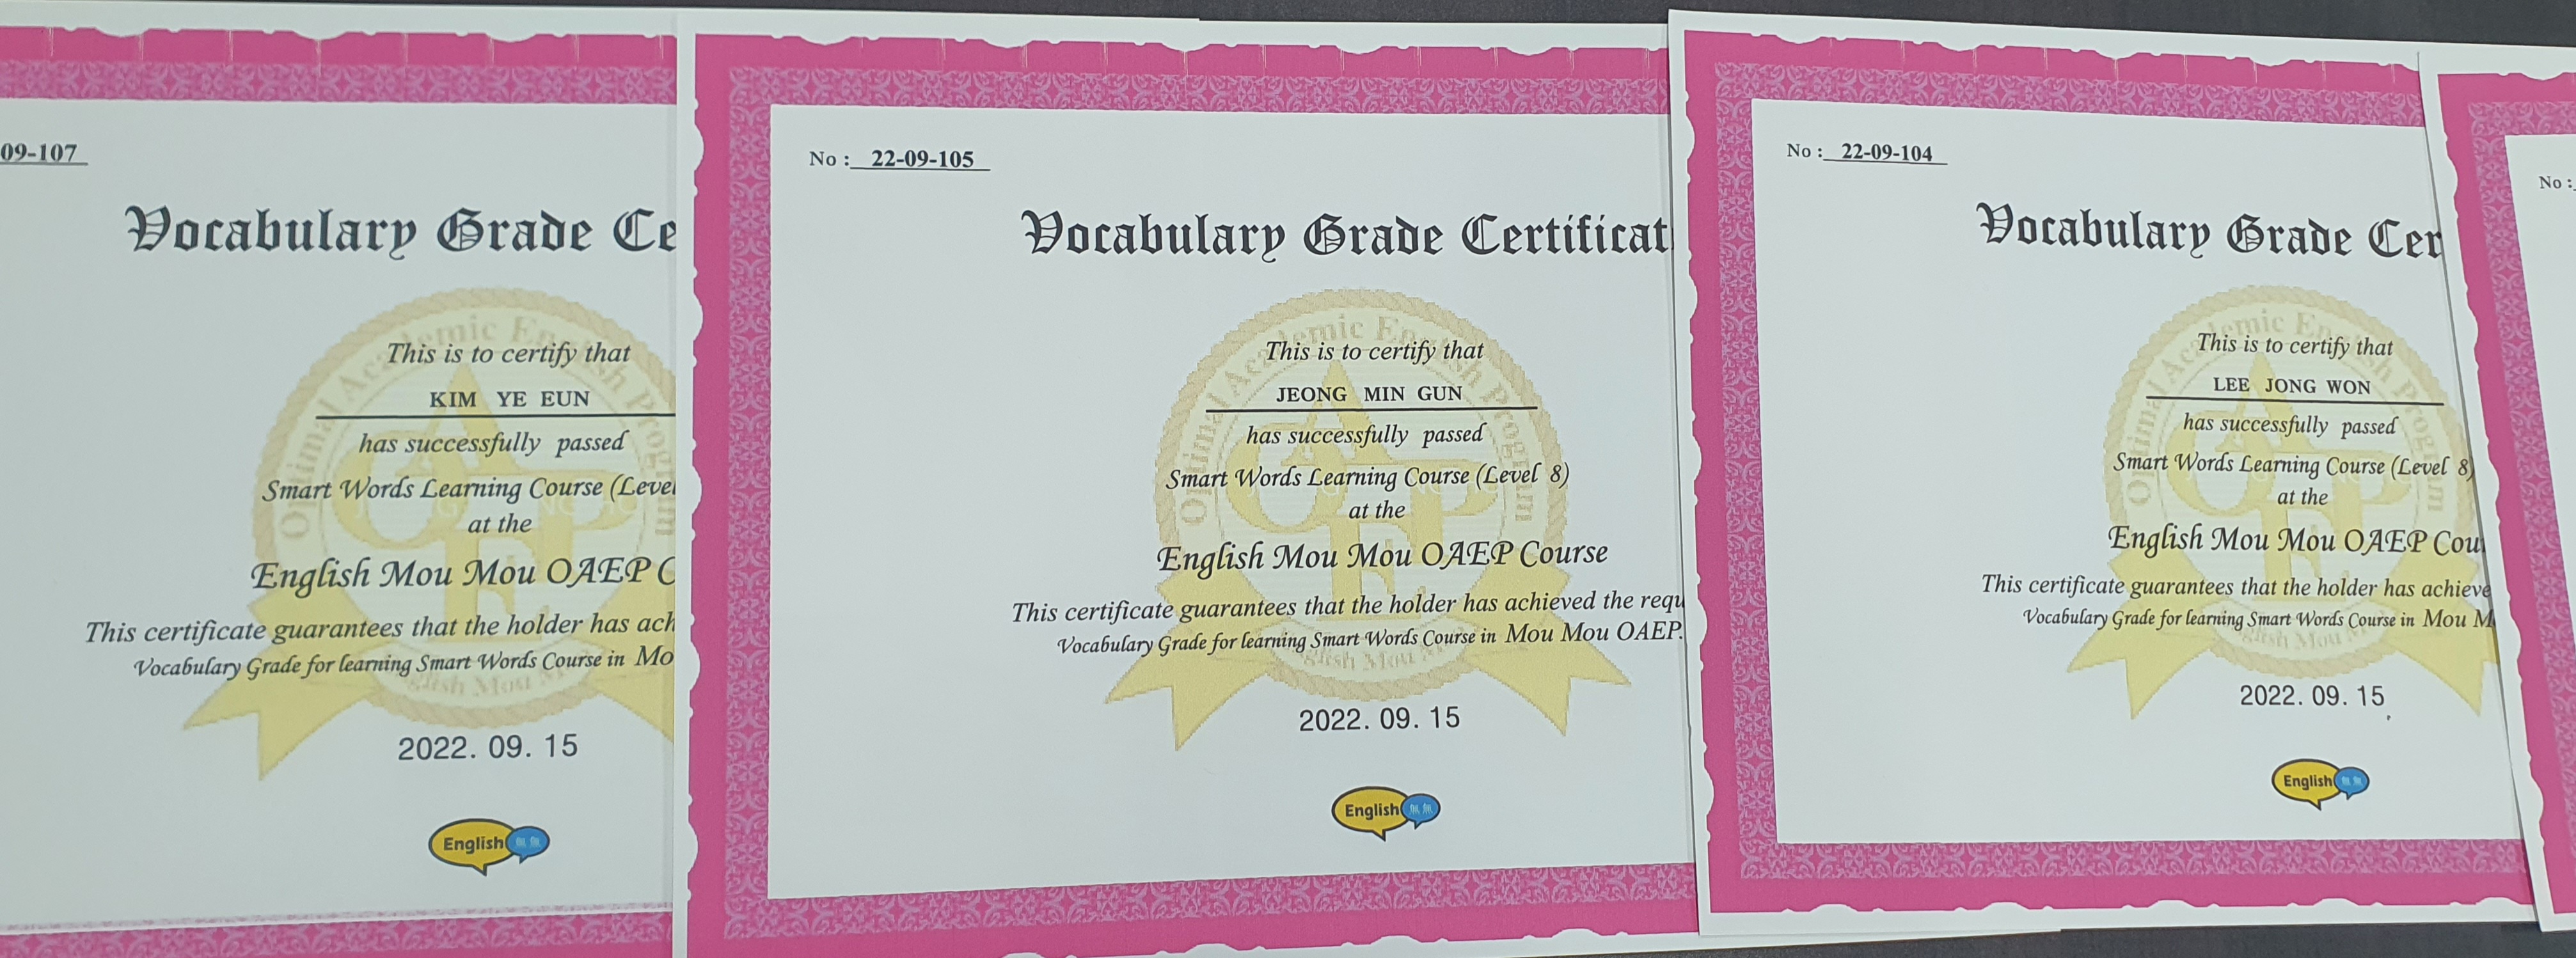 09-107
Vocabulary Grade Ce
This is to certify that
KIM YE EUN
has successfully passed
Smart Words Learning Course (Level
at the
English Mou Mou OAEP C
This certificate guarantees that the holder has ach
Vocabulary Grade for learning Smart Words Course in Mo
2022. 09. 15
English
No : 22-09-105
Vocabulary Grade Certificat
Optimal Academic English Program
This is to certify that
JEONG MIN GUN
has successfully passed
Smart Words Learning Course (Level 8)
at the
English Mou Mou OAEP Course
This certificate guarantees that the holder has achieved the requ
Vocabulary Grade for learning Smart Words Course in Mou Mou OAEP.
English Mou
2022. 09. 15
English 無無
No : 22-09-104
Vocabulary Grade Cer
This is to certify that
LEE JONG WON
has successfully passed
Smart Words Learning Course (Level 8)
at the
English Mou Mou OAEP Cou
This certificate guarantees that the holder has achieve
Vocabulary Grade for learning Smart Words Course in Mou M
2022. 09. 15
English
No :